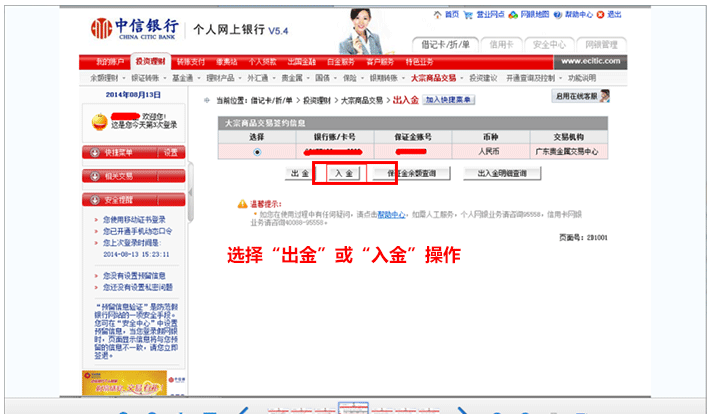 首页 营业网点 网银地图 帮助中心 退出
中信银行 个人网上银行 V5.4
CHINA CITIC BANK
借记卡/折/单 信用卡 安全中心 网银管理
我的账户 投资理财 转账支付 缴费站 个人贷款 出国金融 白金服务 客户服务 特色业务 www.ecitic.com
余额理财 银证转账 基金通 理财产品 外汇通 贵金属 国债 保险 银期转账 大宗商品交易 投资建议 开通查询及控制 功能说明
2014年08月13日
当前位置：借记卡/折/单 > 投资理财 > 大宗商品交易 > 出入金 加入快捷菜单 启用在线客服
欢迎您!
这是您今天第3次登录
大宗商品交易签约信息
选择 银行账/卡号 保证金账号 币种 交易机构
人民币 广东贵金属交易中心
快捷菜单 设置
相关交易
安全提醒
出 金 入 金 保证金余额查询 出入金明细查询
温馨提示：
* 如您在使用过程中有任何疑问，请点击帮助中心，如需人工服务，个人网银业务请咨询95558，信用卡网银
业务请咨询40088-95558。
页面号：2B1001
选择“出金”或“入金”操作
您使用移动证书登录
您已开通手机动态口令
您上次登录时间是:
2014-08-13 15:23:11
您没有设置预留信息
您还没有设置私密问题
“预留信息验证”是防范假
银行网站的一项安全手段。
您可在“安全中心”中设置
预留信息，当您登录假网银
时，页面显示信息将与您预
留的信息不一致，请您立即
签退。
中信银行